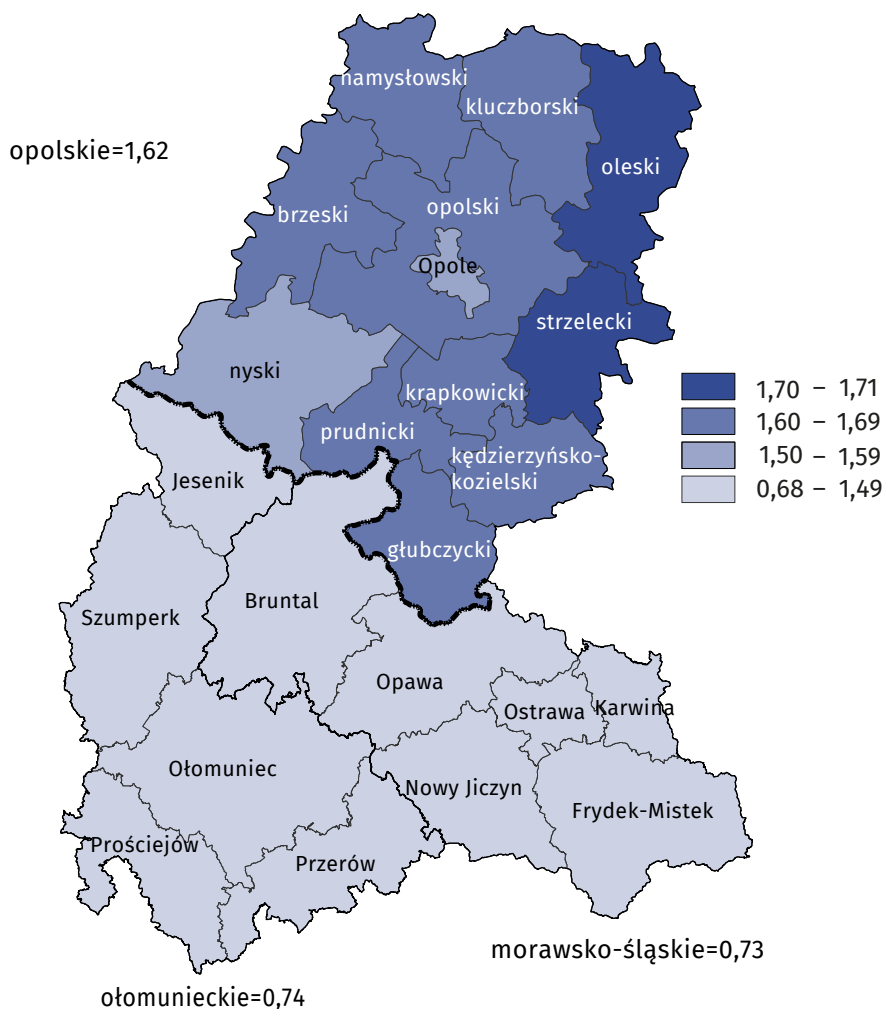 namysłowski
kluczborski
opolskie=1,62
oleski
brzeski
opolski
Opole
strzelecki
nyski
krapkowicki
1,70 – 1,71
1,60 – 1,69
1,50 – 1,59
0,68 – 1,49
prudnicki
kędzierzyńsko-
kozielski
Jesenik
głubczycki
Bruntal
Szumperk
Opawa
Ostrawa
Karwina
Ołomuniec
Nowy Jiczyn
Frydek-Mistek
Prościejów
Przerów
morawsko-śląskie=0,73
ołomunieckie=0,74